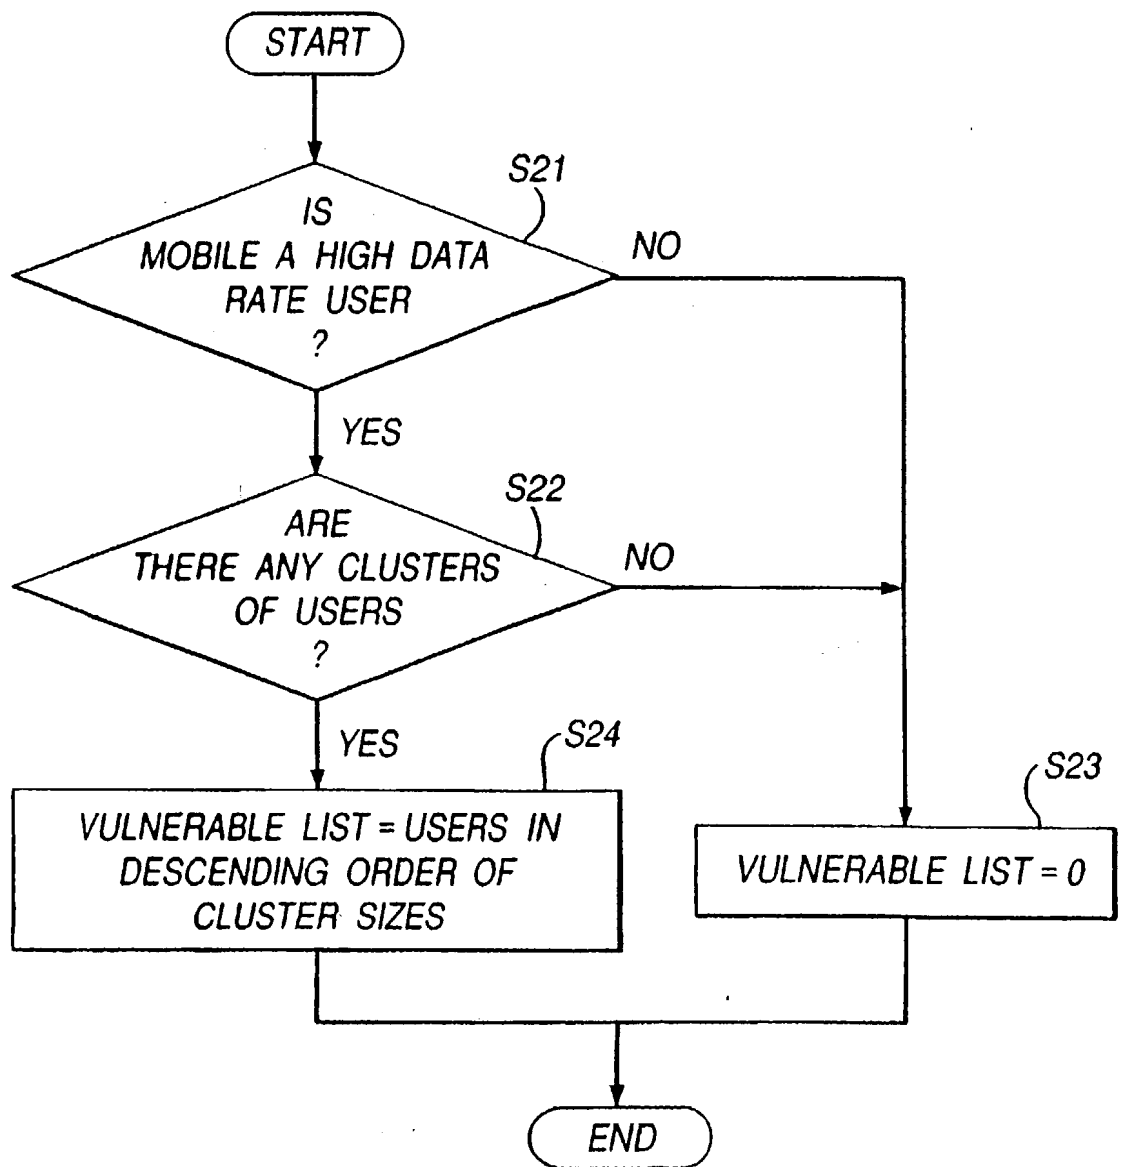 START
S21
IS
MOBILE A HIGH DATA
RATE USER
?
NO
YES
S22
ARE
THERE ANY CLUSTERS
OF USERS
?
NO
YES
S24
VULNERABLE LIST = USERS IN
DESCENDING ORDER OF
CLUSTER SIZES
S23
VULNERABLE LIST = 0
END